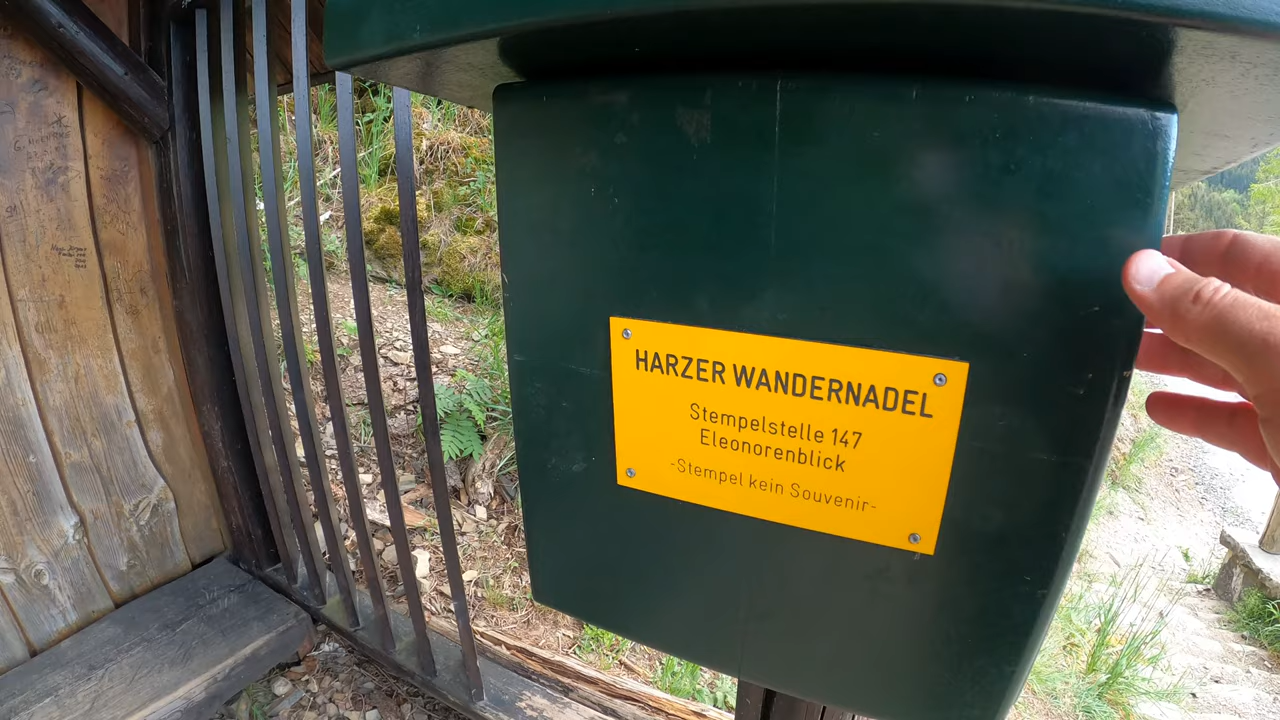 HARZER WANDERNADEL
Stempelstelle 147
Eleonorenblick
-Stempel kein Souvenir-